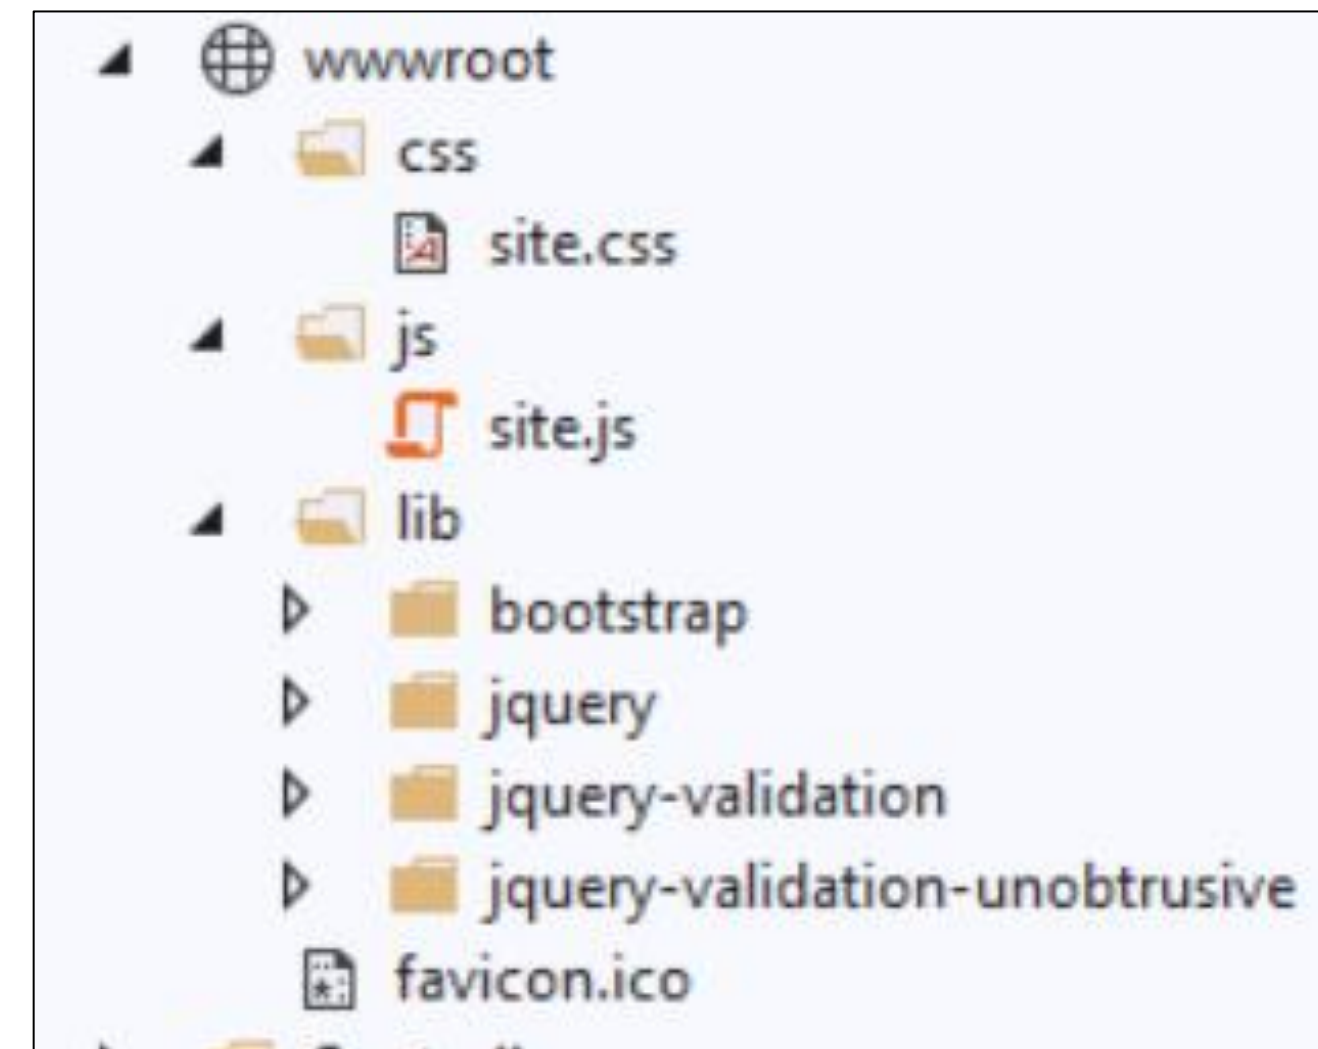 wwwroot
css
site.css
js
site.js
lib
bootstrap
jquery
jquery-validation
jquery-validation-unobtrusive
favicon.ico